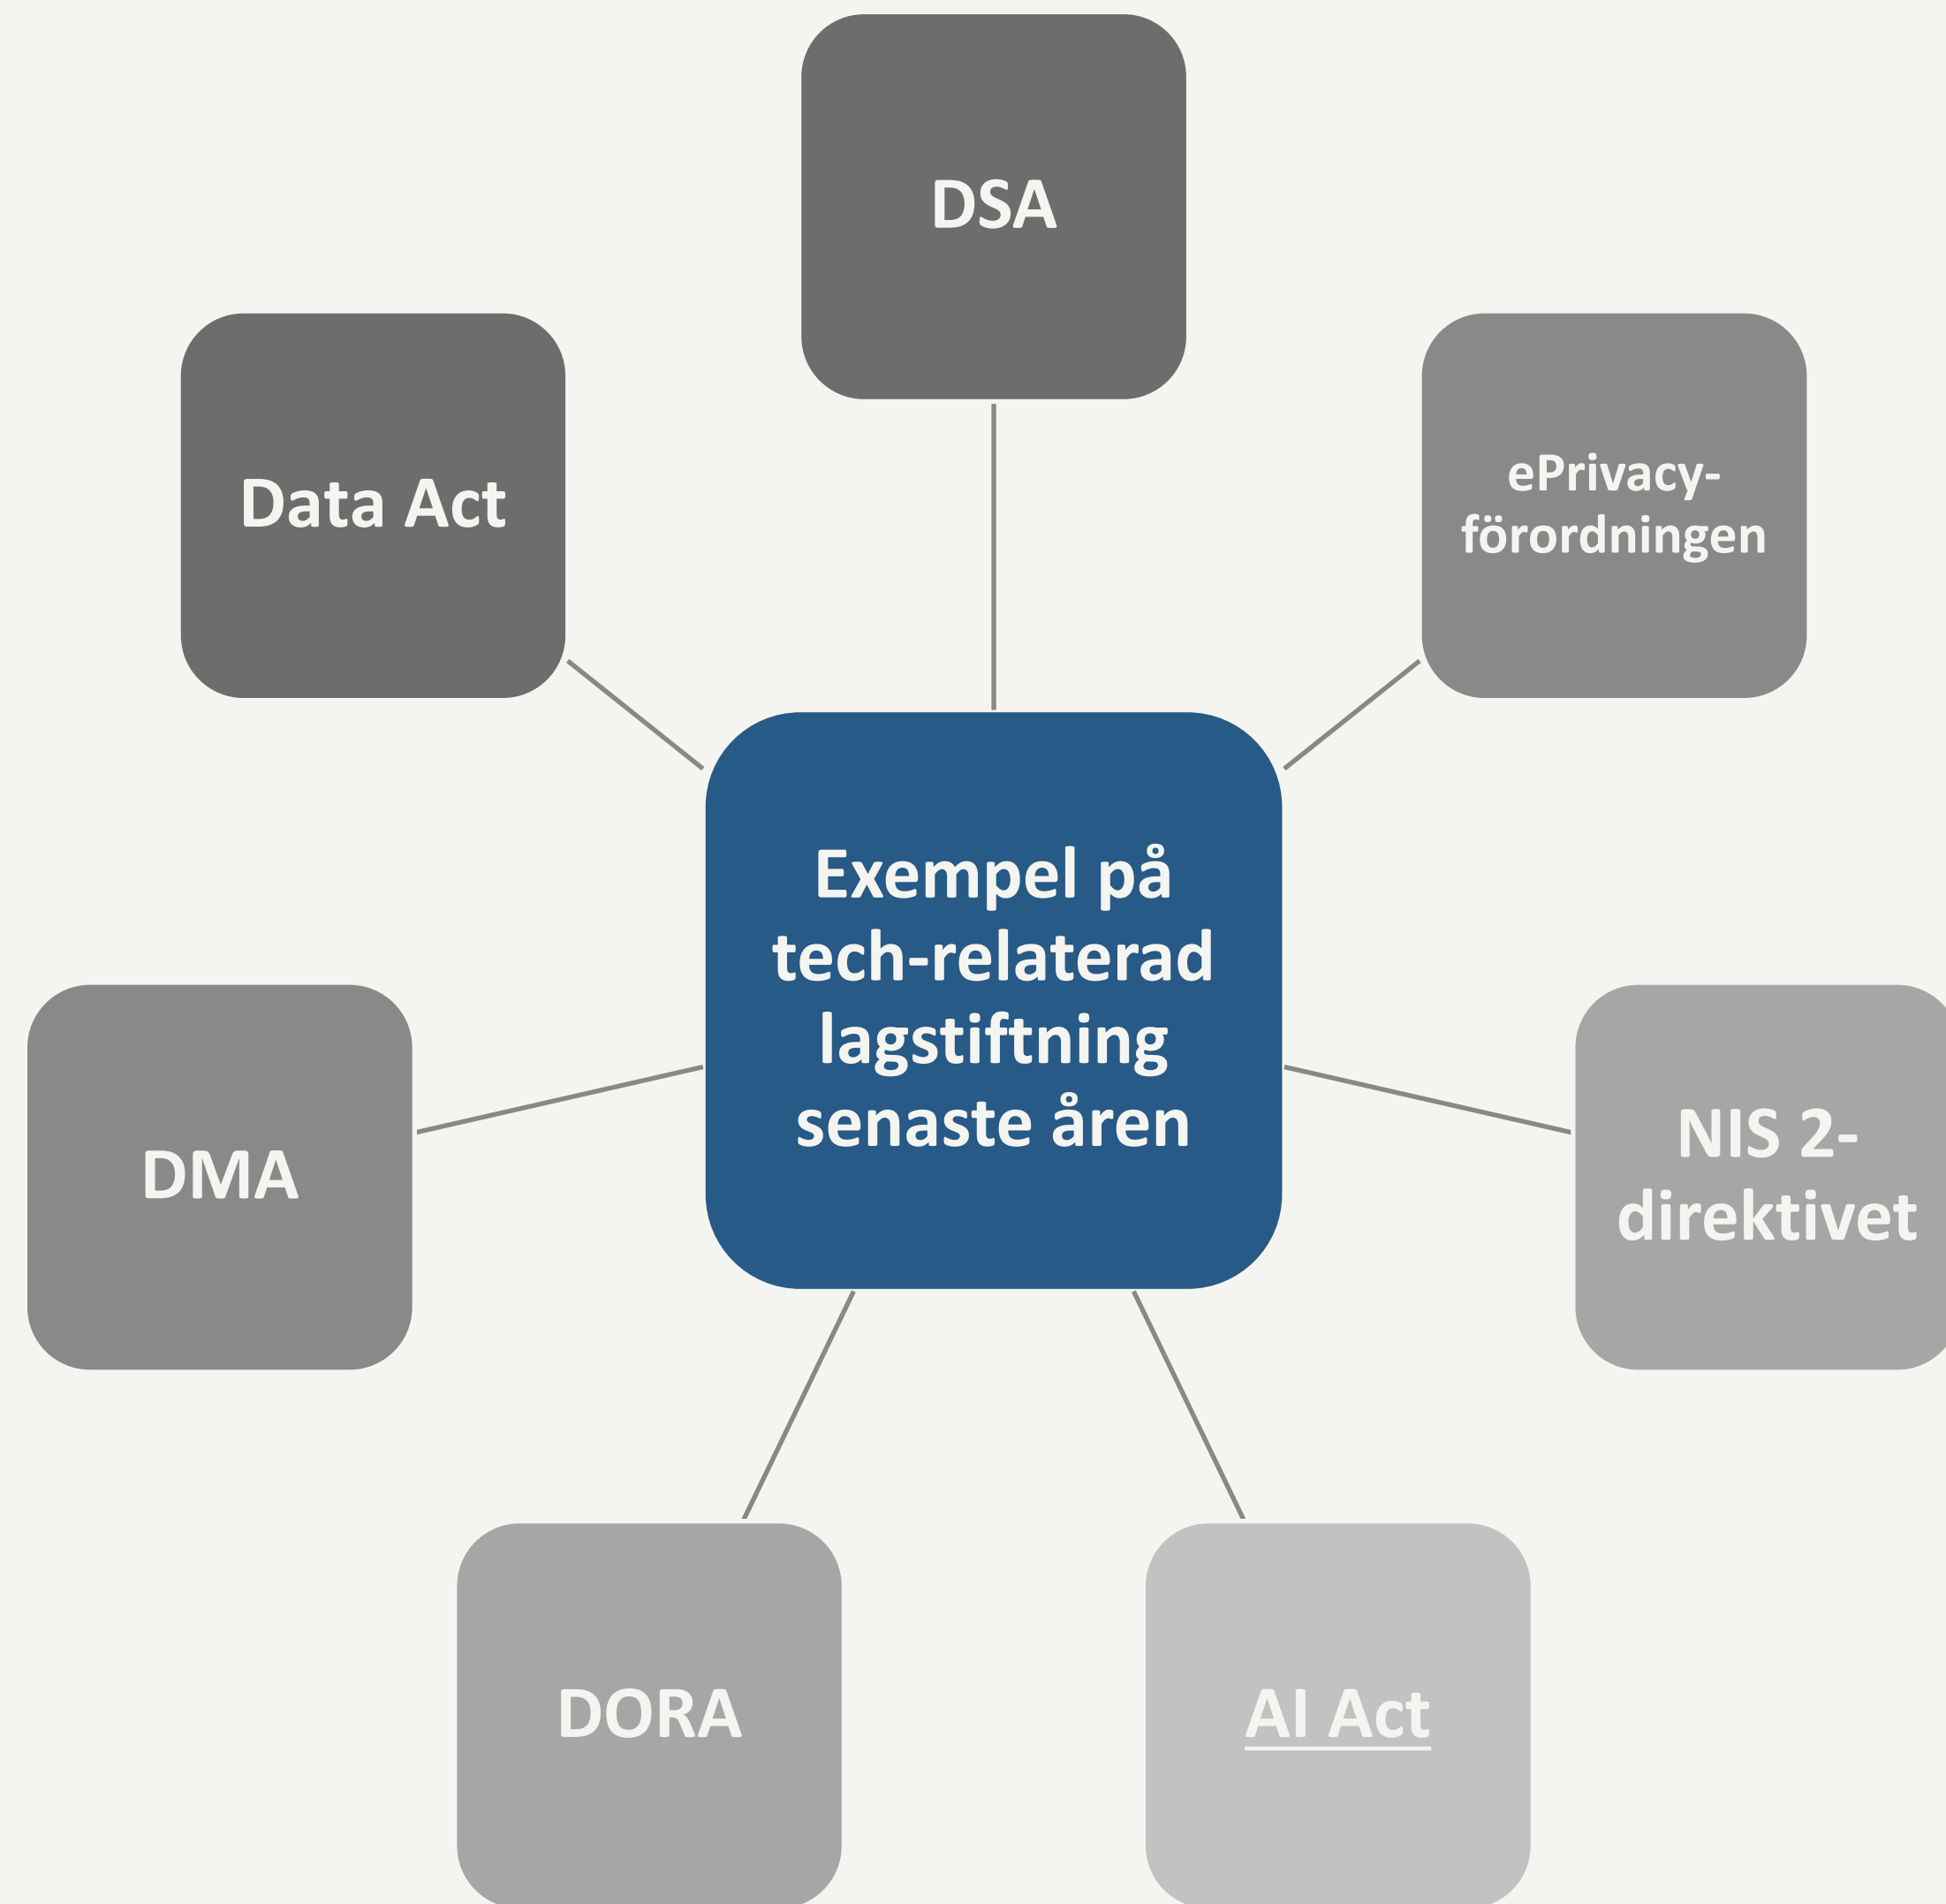 DSA
Data Act
ePrivacy-
förordningen
Exempel på
tech-relaterad
lagstiftning
senaste åren
DMA
NIS 2-
direktivet
DORA
AI Act